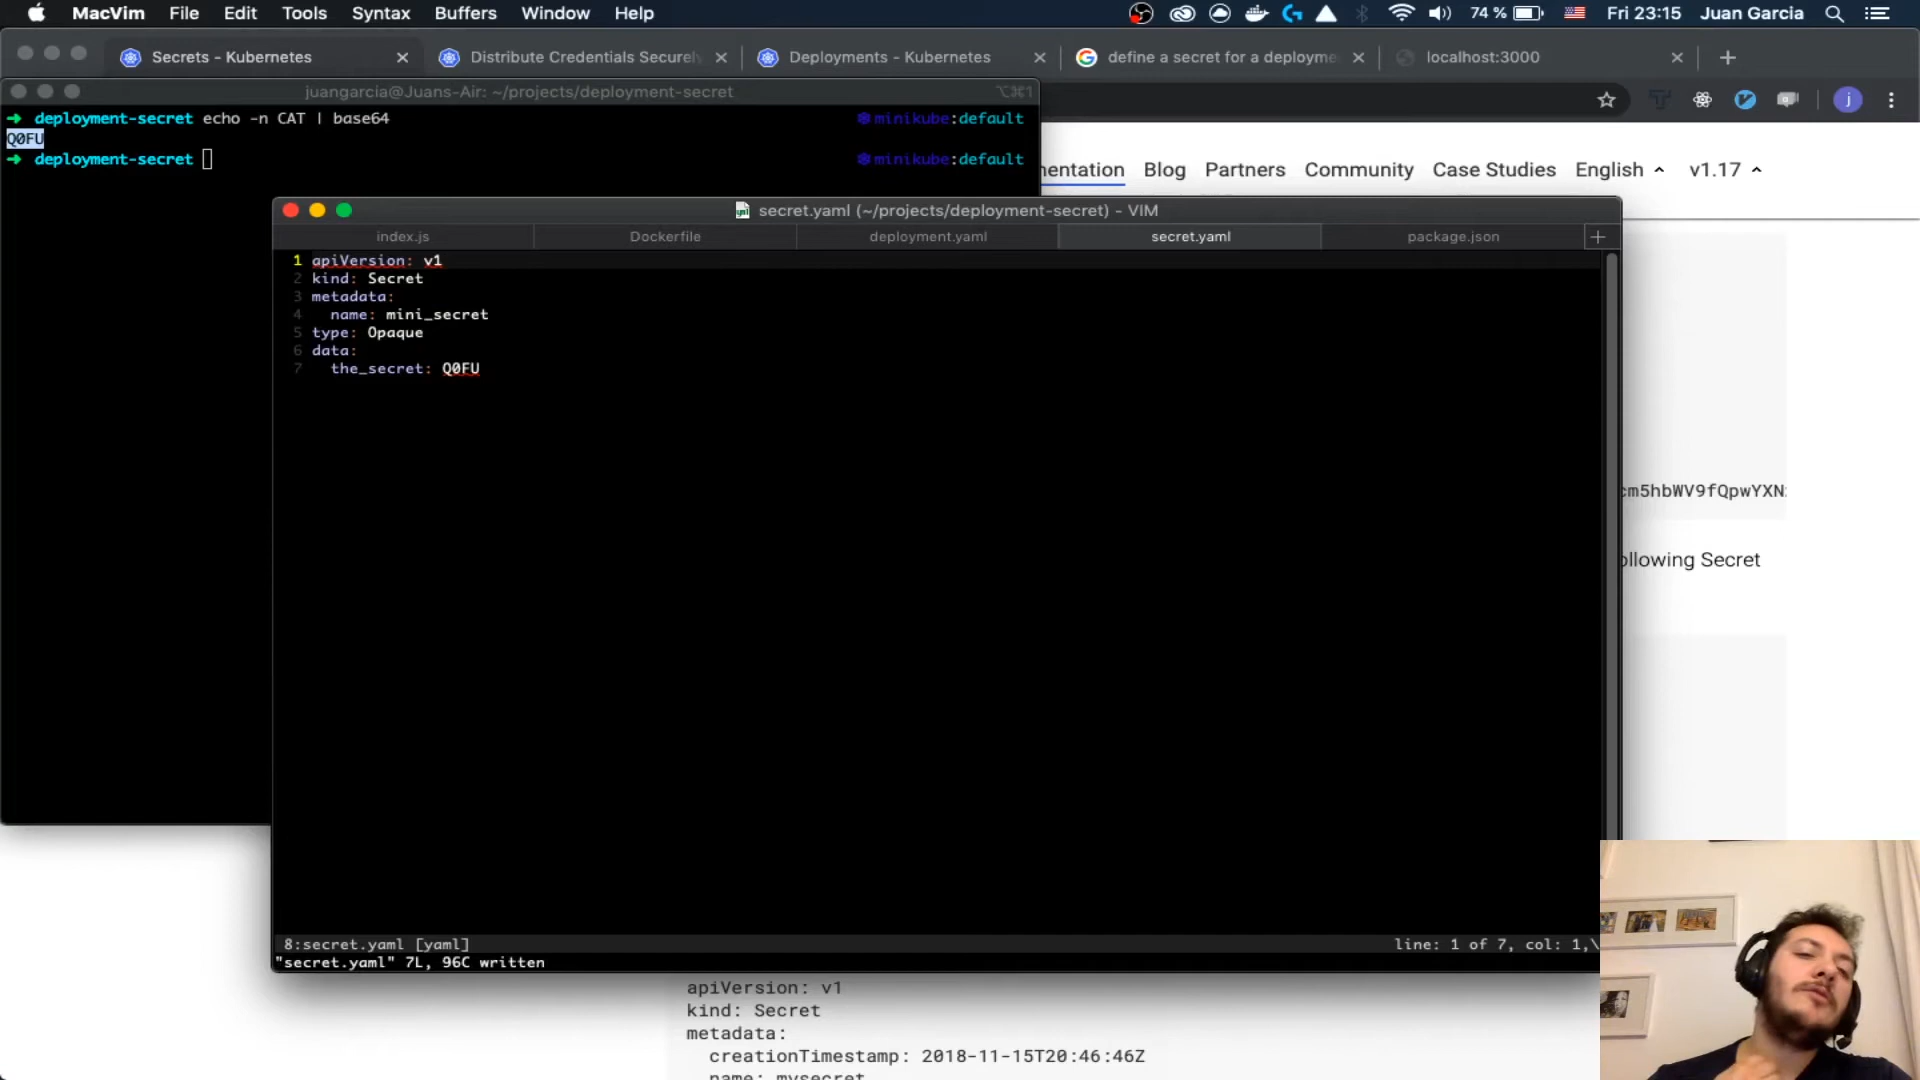 MacVim File Edit Tools Syntax Buffers Window Help 74 % Fri 23:15 Juan Garcia
Secrets - Kubernetes Distribute Credentials Securely Deployments - Kubernetes define a secret for a deployme localhost:3000
juangarcia@Juans-Air: ~/projects/deployment-secret ⌥⌘1
j
→ deployment-secret echo -n CAT | base64 minikube:default
Q0FU
→ deployment-secret minikube:default
mentation Blog Partners Community Case Studies English v1.17
secret.yaml (~/projects/deployment-secret) - VIM
index.js Dockerfile deployment.yaml secret.yaml package.json +
1 apiVersion: v1
2 kind: Secret
3 metadata:
4 name: mini_secret
5 type: Opaque
6 data:
7 the_secret: Q0FU
cm5hbWV9fQpwYXN
ollowing Secret
8:secret.yaml [yaml] line: 1 of 7, col: 1,\
"secret.yaml" 7L, 96C written
apiVersion: v1
kind: Secret
metadata:
creationTimestamp: 2018-11-15T20:46:46Z
name: mysecret